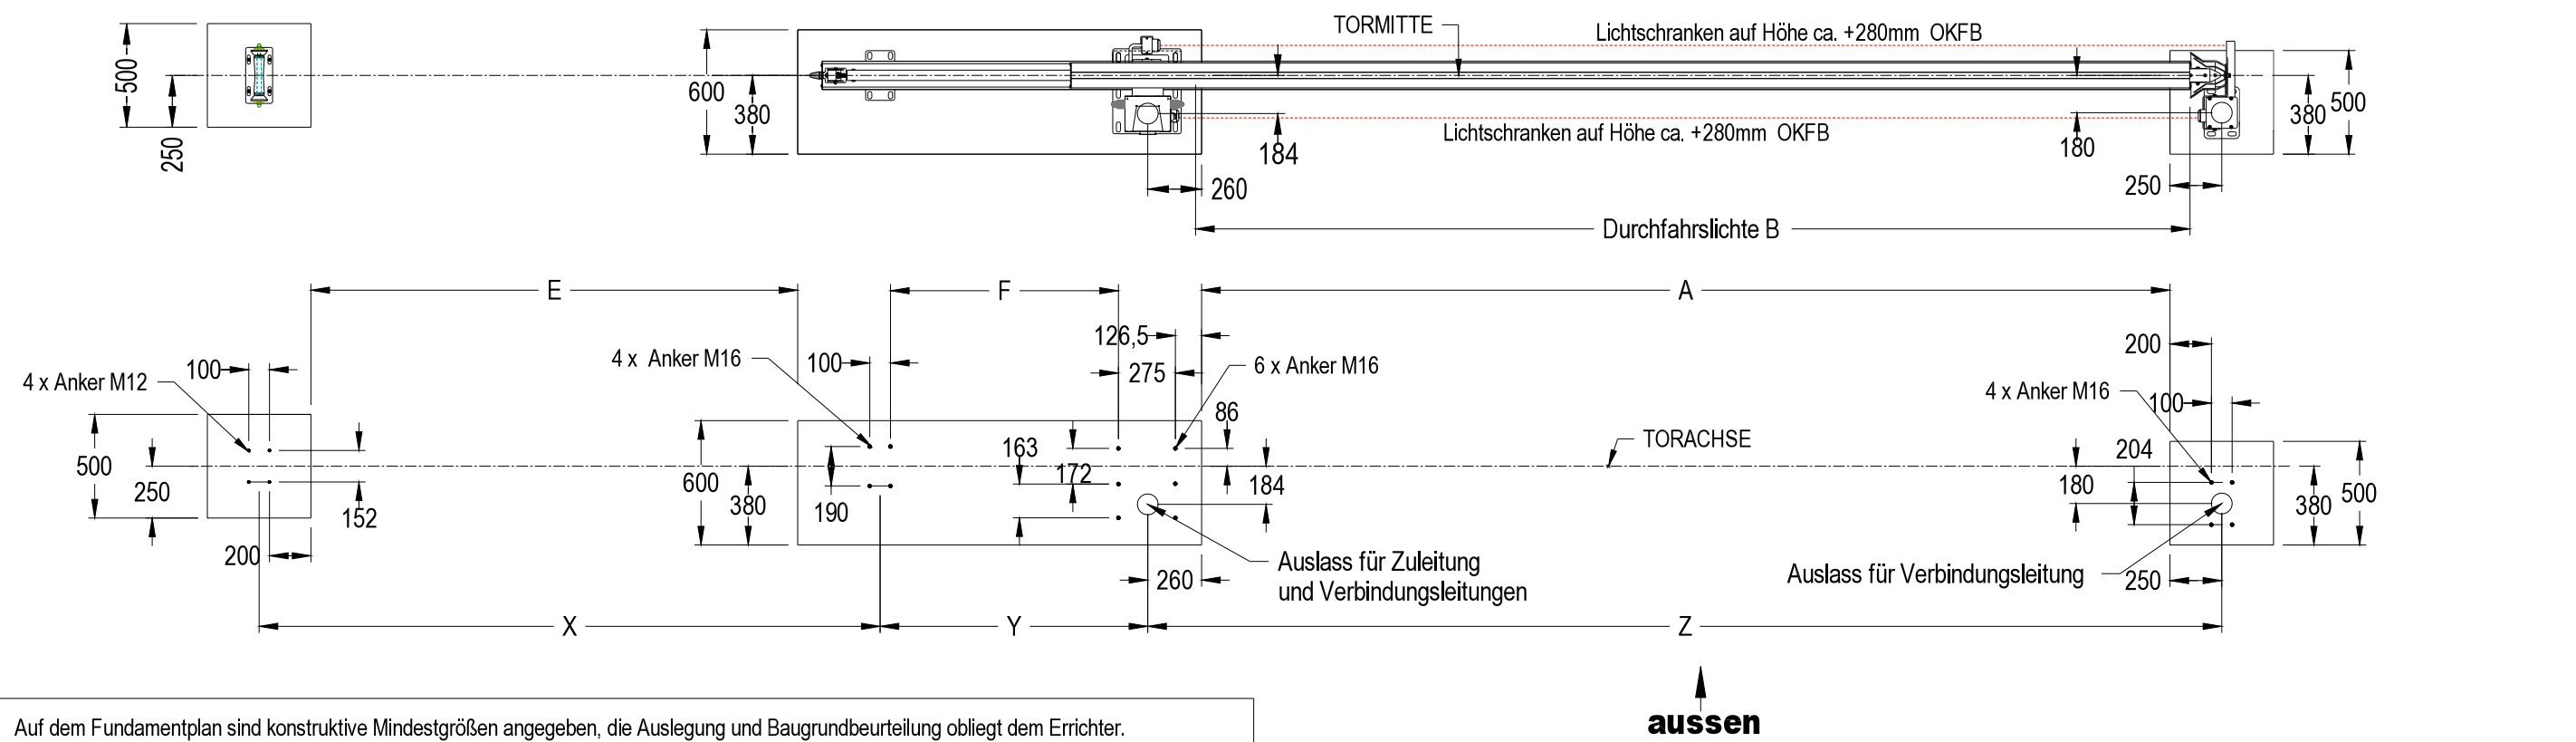 TORMITTE
Lichtschranken auf Höhe ca. +280mm OKFB
500
250
600
380
184
260
Lichtschranken auf Höhe ca. +280mm OKFB
180
250
380
500
Durchfahrslichte B
E
F
A
126,5
275
4 x Anker M12
100
4 x Anker M16
100
6 x Anker M16
86
200
4 x Anker M16
100
500
250
152
200
600
380
190
163
172
184
TORACHSE
204
180
380
500
260
Auslass für Zuleitung
und Verbindungsleitungen
Auslass für Verbindungsleitung
250
X
Y
Z
aussen
Auf dem Fundamentplan sind konstruktive Mindestgrößen angegeben, die Auslegung und Baugrundbeurteilung obliegt dem Errichter.